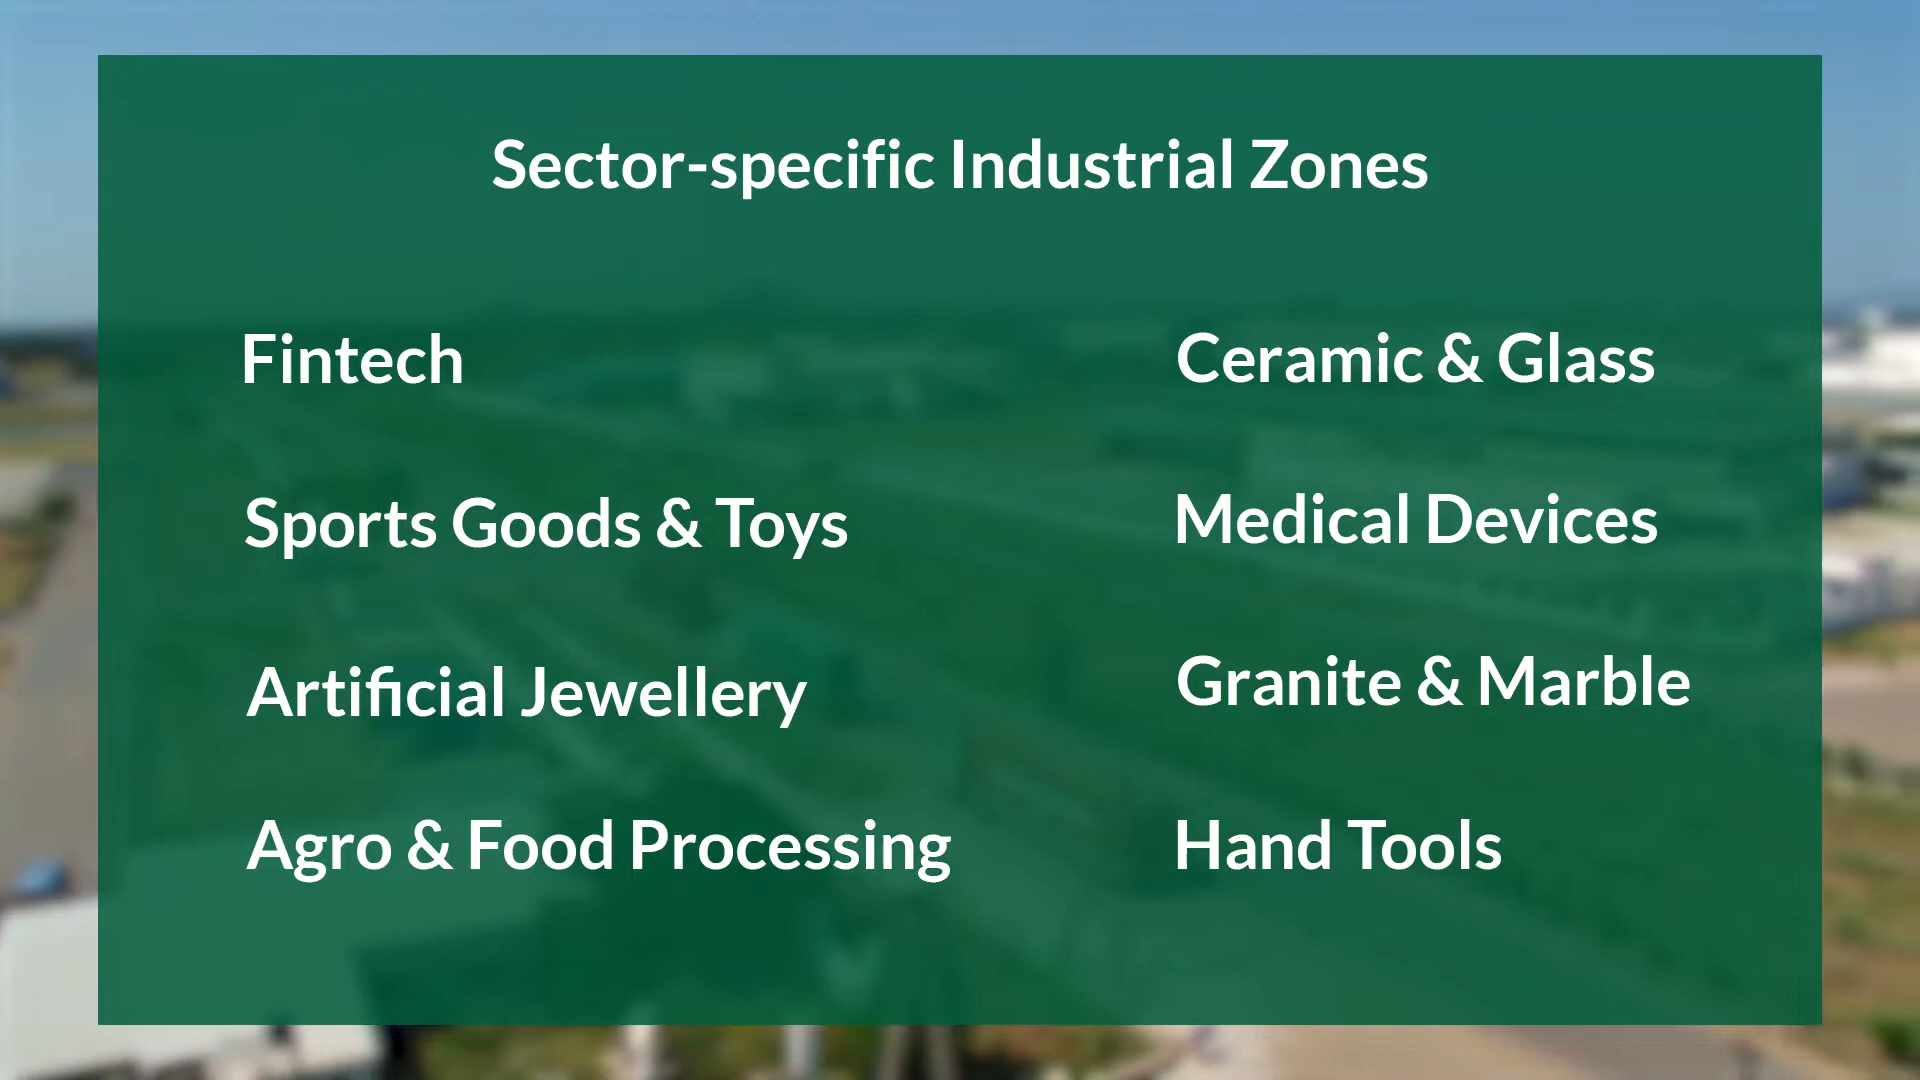 Sector-specific Industrial Zones
Fintech
Sports Goods & Toys
Artificial Jewellery
Agro & Food Processing
Ceramic & Glass
Medical Devices
Granite & Marble
Hand Tools